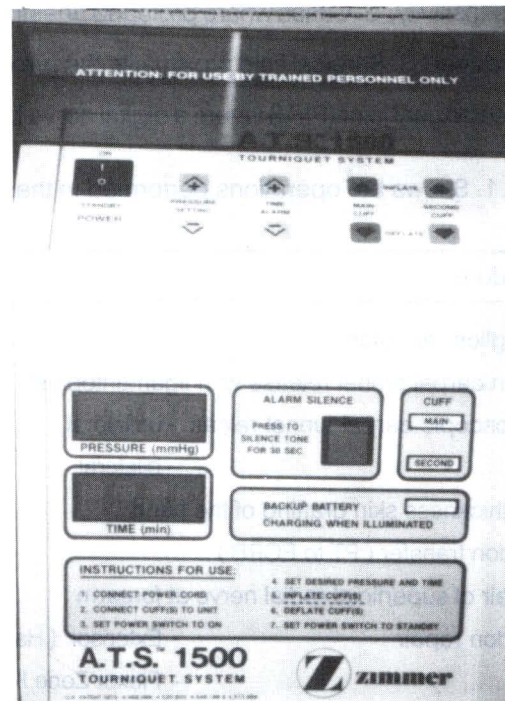 ATTENTION: FOR USE BY TRAINED PERSONNEL ONLY
A.T.S. 1500
TOURNIQUET SYSTEM
ON
I
O
STANDBY
POWER
PRESSURE
SETTING
TIME
ALARM
MAIN
CUFF
INFLATE
DEFLATE
SECOND
CUFF
PRESSURE (mmHg)
TIME (min)
ALARM SILENCE
PRESS TO
SILENCE TONE
FOR 30 SEC.
CUFF
MAIN
SECOND
BACKUP BATTERY
CHARGING WHEN ILLUMINATED
INSTRUCTIONS FOR USE:
1. CONNECT POWER CORD
2. CONNECT CUFF(S) TO UNIT
3. SET POWER SWITCH TO ON
4. SET DESIRED PRESSURE AND TIME
5. INFLATE CUFF(S)
6. DEFLATE CUFF(S)
7. SET POWER SWITCH TO STANDBY
A.T.S.™ 1500
TOURNIQUET SYSTEM
Z zimmer